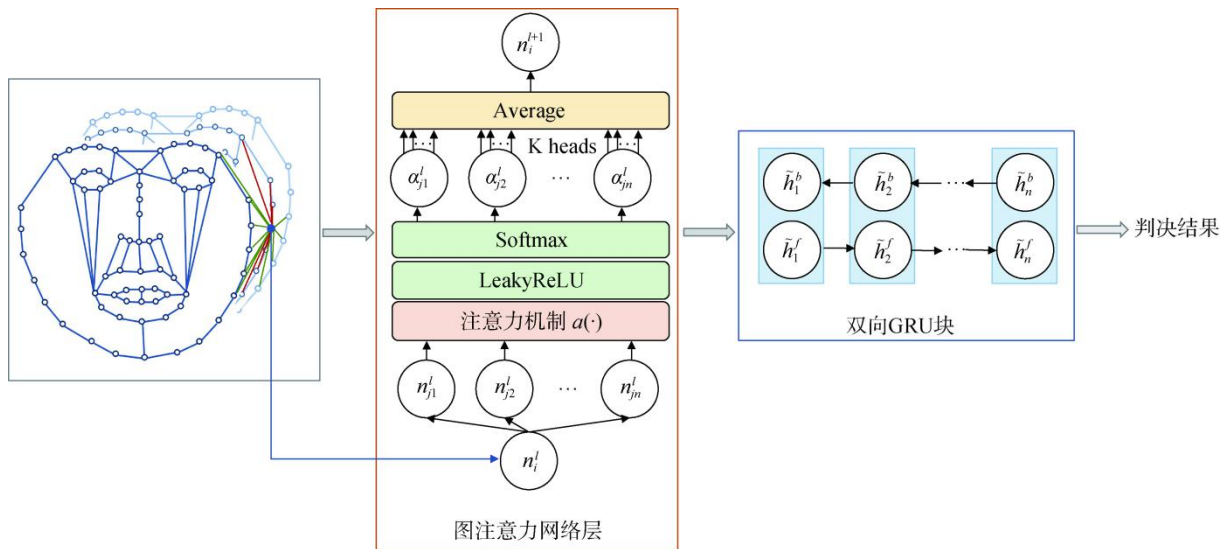 n_i^{l+1}
Average
K heads
α_{j1}^l α_{j2}^l ... α_{jn}^l
Softmax
LeakyReLU
注意力机制 a(·)
n_{j1}^l n_{j2}^l ... n_{jn}^l
n_i^l
图注意力网络层
h̃_1^b h̃_2^b ... h̃_n^b
h̃_1^f h̃_2^f ... h̃_n^f
双向GRU块
判决结果